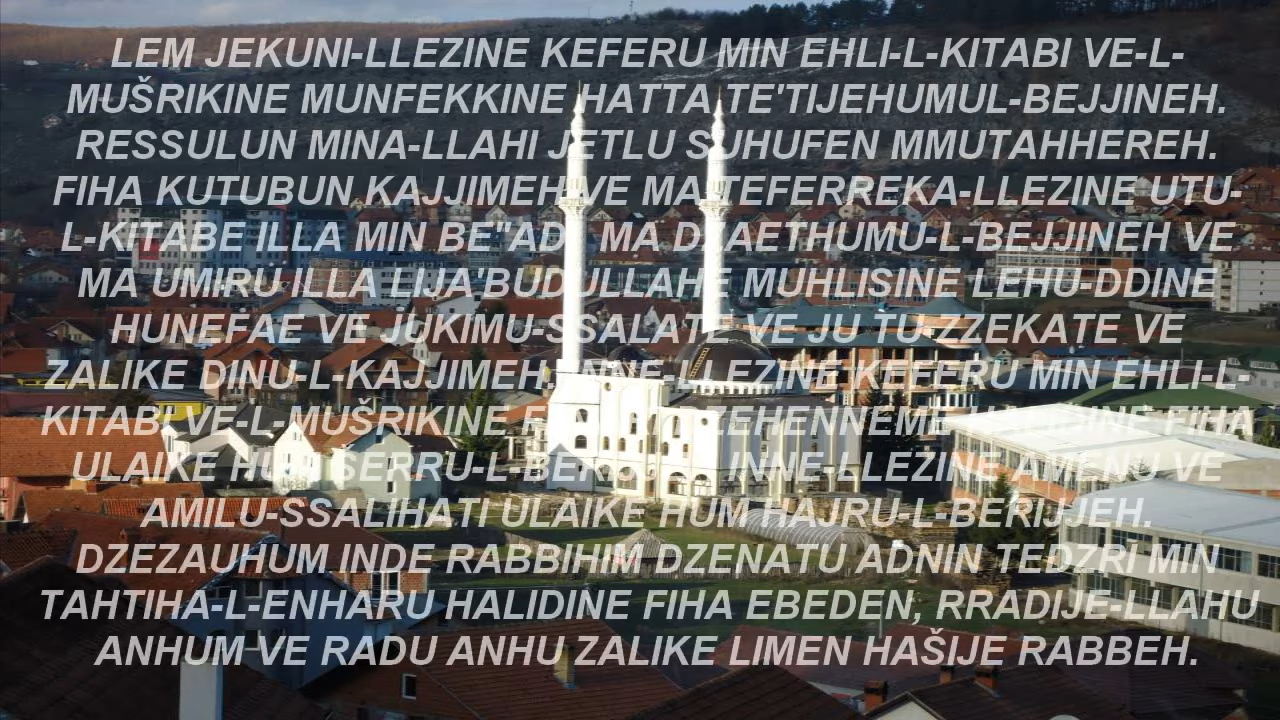 LEM JEKUNI-LLEZINE KEFERU MIN EHLI-L-KITABI VE-L-
MUŠRIKINE MUNFEKKINE HATTA TE'TIJEHUMUL-BEJJINEH.
RESSULUN MINA-LLAHI JETLU SUHUFEN MMUTAHHEREH.
FIHA KUTUBUN KAJJIMEH VE MA TEFERREKA-LLEZINE UTU-
L-KITABE ILLA MIN BE"ADI MA DZAETHUMU-L-BEJJINEH VE
MA UMIRU ILLA LIJA'BUDULLAHE MUHLISINE LEHU-DDINE
HUNEFAE VE JUKIMU-SSALATE VE JU TU ZZEKATE VE
ZALIKE DINU-L-KAJJIMEH. INNE-LLEZINE KEFERU MIN EHLI-L-
KITABI VE-L-MUŠRIKINE FIHA
ULAIKE HUM ŠERRU-L- INNE-LLEZINE AMENU VE
AMILU-SSALIHATI ULAIKE HUM HAJRU-L-BERIJJEH.
DZEZAUHUM INDE RABBIHIM DZENATU ADNIN TEDZRI MIN
TAHTIHA-L-ENHARU HALIDINE FIHA EBEDEN, RRADIJE-LLAHU
ANHUM VE RADU ANHU ZALIKE LIMEN HAŠIJE RABBEH.